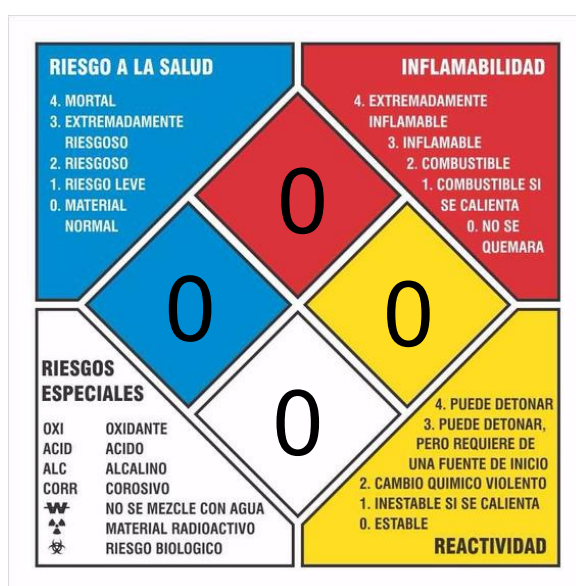 RIESGO A LA SALUD
4. MORTAL
3. EXTREMADAMENTE
RIESGOSO
2. RIESGOSO
1. RIESGO LEVE
0. MATERIAL
NORMAL
INFLAMABILIDAD
4. EXTREMADAMENTE
INFLAMABLE
3. INFLAMABLE
2. COMBUSTIBLE
1. COMBUSTIBLE SI
SE CALIENTA
0. NO SE
QUEMARA
0
0
0
0
RIESGOS
ESPECIALES
OXI OXIDANTE
ACID ACIDO
ALC ALCALINO
CORR COROSIVO
W NO SE MEZCLE CON AGUA
MATERIAL RADIOACTIVO
RIESGO BIOLOGICO
4. PUEDE DETONAR
3. PUEDE DETONAR,
PERO REQUIERE DE
UNA FUENTE DE INICIO
2. CAMBIO QUIMICO VIOLENTO
1. INESTABLE SI SE CALIENTA
0. ESTABLE
REACTIVIDAD